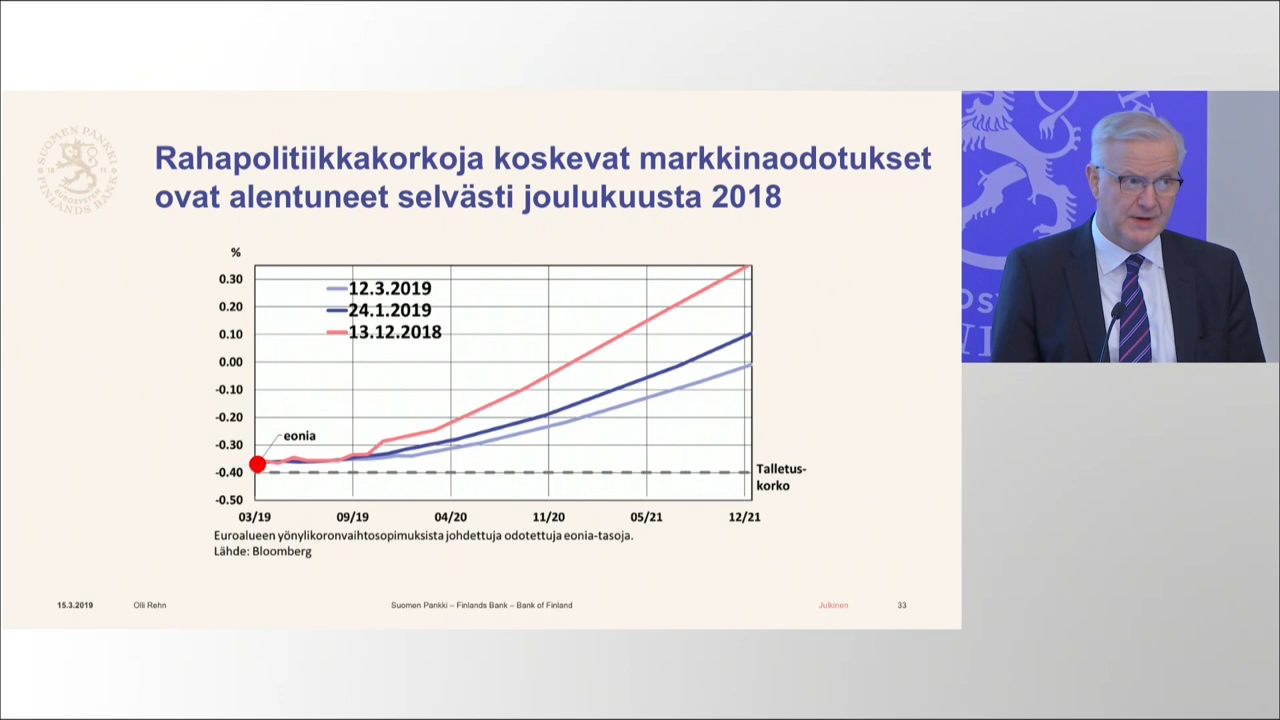 SUOMEN PANKKI
18 11
EUROSYSTEM
FINLANDS BANK
Rahapolitiikkakorkoja koskevat markkinaodotukset
ovat alentuneet selvästi joulukuusta 2018
%
0.30
0.20
0.10
0.00
-0.10
-0.20
-0.30
-0.40
-0.50
12.3.2019
24.1.2019
13.12.2018
eonia
Talletus-
korko
03/19 09/19 04/20 11/20 05/21 12/21
Euroalueen yönylikoronvaihtosopimuksista johdettuja odotettuja eonia-tasoja.
Lähde: Bloomberg
15.3.2019 Olli Rehn Suomen Pankki – Finlands Bank – Bank of Finland Julkinen 33